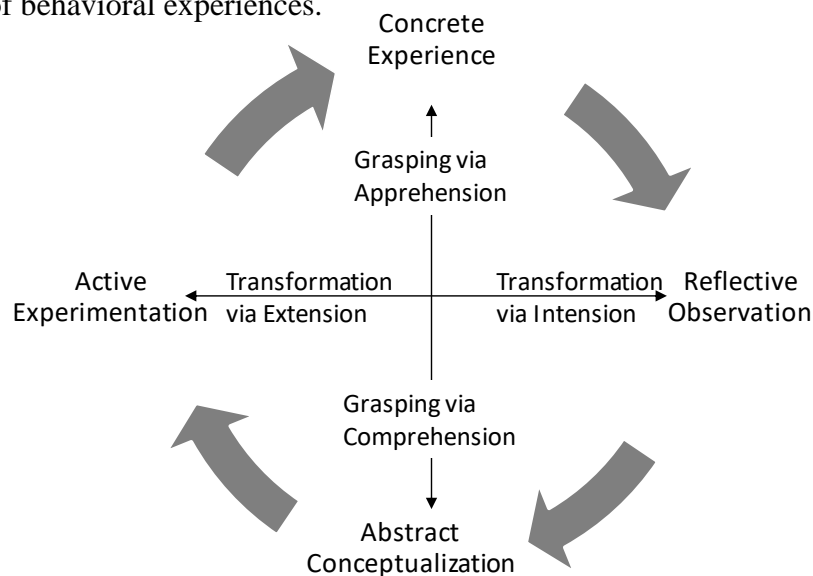 of behavioral experiences.
Concrete
Experience
Grasping via
Apprehension
Active
Experimentation
Transformation
via Extension
Transformation
via Intension
Reflective
Observation
Grasping via
Comprehension
Abstract
Conceptualization